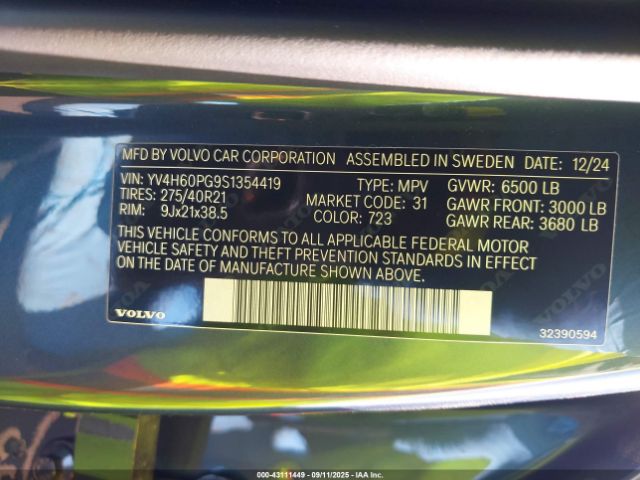 MFD BY VOLVO CAR CORPORATION ASSEMBLED IN SWEDEN DATE: 12/24
VIN: YV4H60PG9S1354419 TYPE: MPV GVWR: 6500 LB
TIRES: 275/40R21 MARKET CODE: 31 GAWR FRONT: 3000 LB
RIM: 9Jx21x38.5 COLOR: 723 GAWR REAR: 3680 LB
THIS VEHICLE CONFORMS TO ALL APPLICABLE FEDERAL MOTOR
VEHICLE SAFETY AND THEFT PREVENTION STANDARDS IN EFFECT
ON THE DATE OF MANUFACTURE SHOWN ABOVE.
VOLVO 32390594
000-43111449 - 09/11/2025 - IAA, Inc.